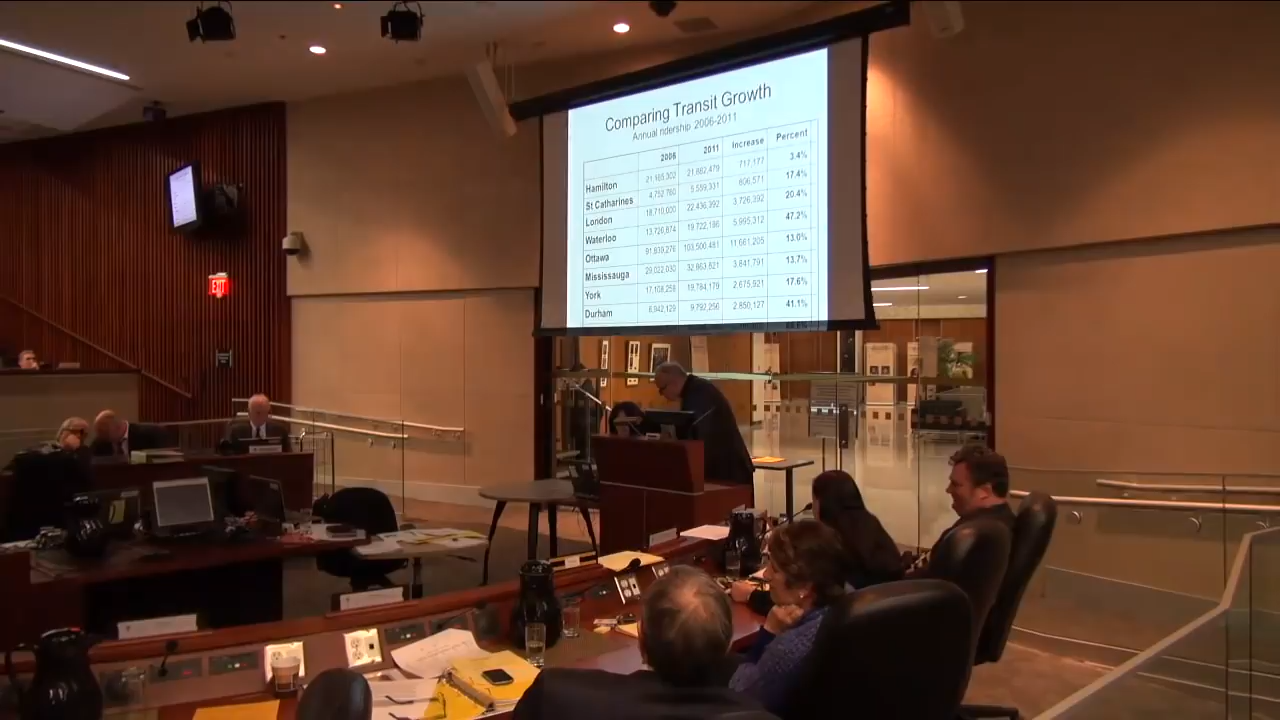 Comparing Transit Growth
Annual ridership 2006-2011
2006 2011 Increase Percent
Hamilton 21,165,302 21,882,479 717,177 3.4%
St Catharines 4,752,760 806,571 17.4%
London 18,710,000 22,436,392 3,726,392 20.4%
Waterloo 13,726,874 19,722,186 5,995,312 47.2%
Ottawa 91,839,276 103,500,481 11,661,205 13.0%
Mississauga 29,022,030 32,863,821 3,841,791 13.7%
York 17,108,258 19,784,179 2,675,921 17.6%
Durham 6,942,129 9,792,256 2,850,127 41.1%
EXIT